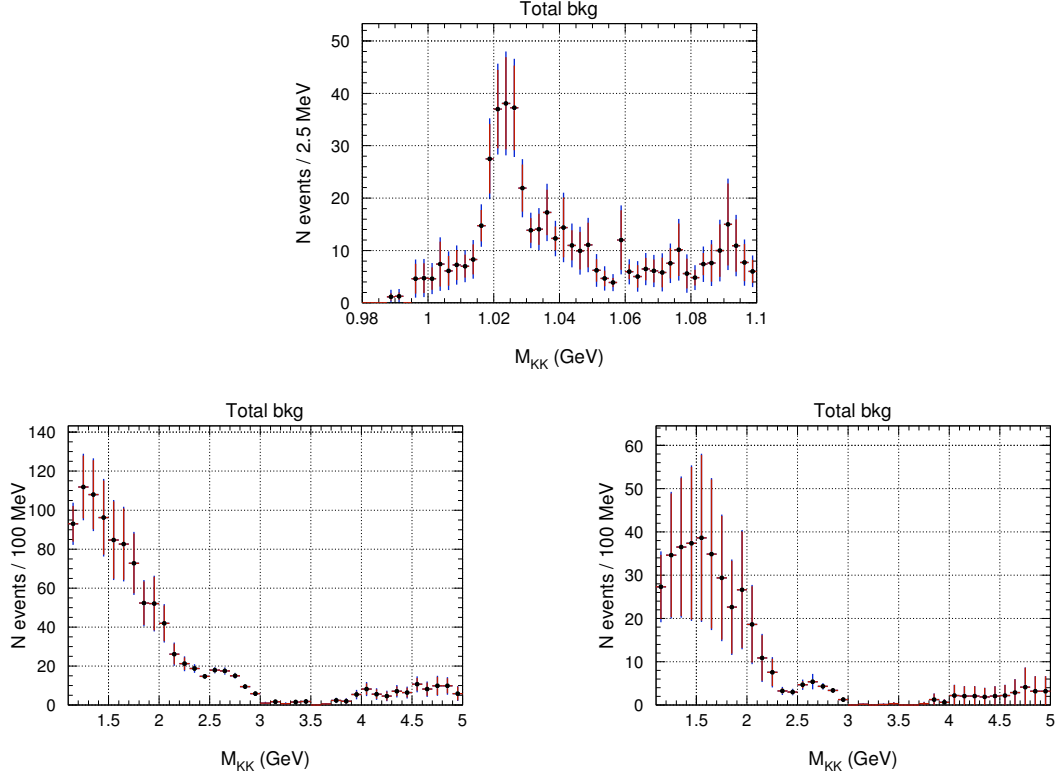 Total bkg
N events / 2.5 MeV
50
40
30
20
10
0
0.98 1 1.02 1.04 1.06 1.08 1.1
M_KK (GeV)
Total bkg
N events / 100 MeV
140
120
100
80
60
40
20
0
1.5 2 2.5 3 3.5 4 4.5 5
M_KK (GeV)
Total bkg
N events / 100 MeV
60
50
40
30
20
10
0
1.5 2 2.5 3 3.5 4 4.5 5
M_KK (GeV)